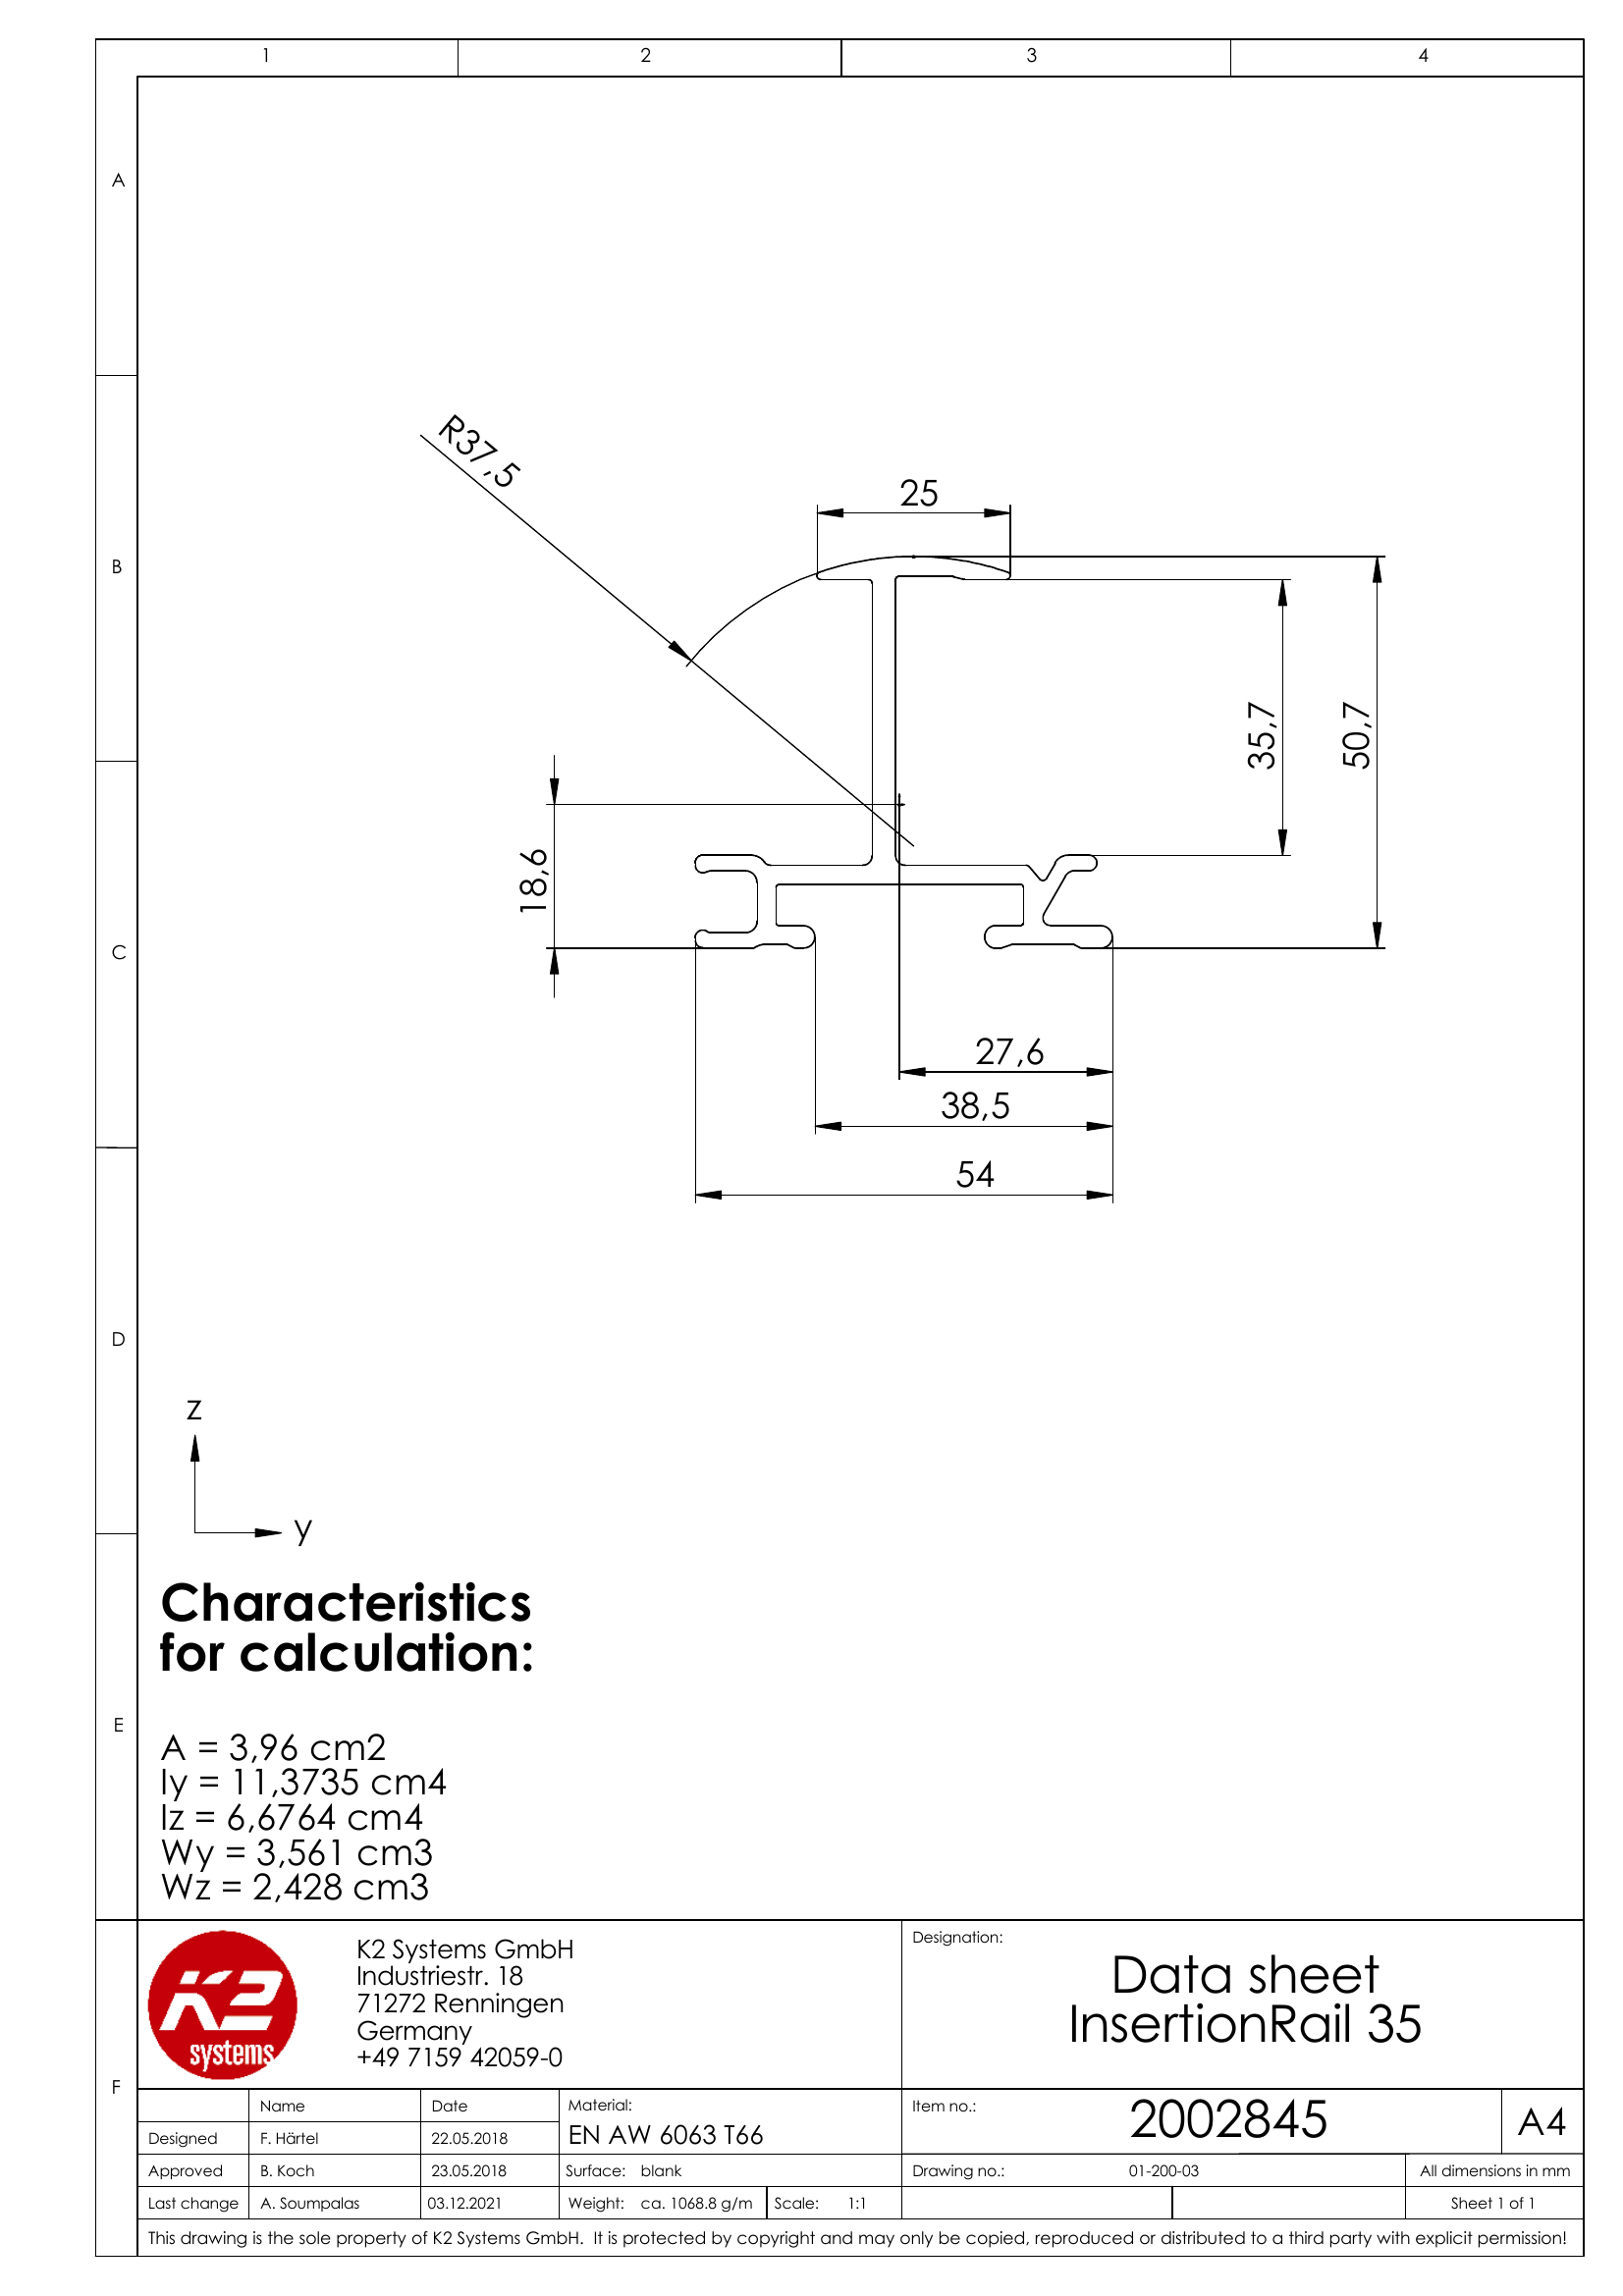 1
2
3
4
A
B
C
D
E
F
R37,5
25
35,7
50,7
18,6
27,6
38,5
54
z
y
Characteristics
for calculation:
A = 3,96 cm2
Iy = 11,3735 cm4
Iz = 6,6764 cm4
Wy = 3,561 cm3
Wz = 2,428 cm3
K2
systems
K2 Systems GmbH
Industriestr. 18
71272 Renningen
Germany
+49 7159 42059-0
Designation:
Data sheet
InsertionRail 35
Name
Date
Material:
EN AW 6063 T66
Item no.:
2002845
A4
Designed
F. Härtel
22.05.2018
Approved
B. Koch
23.05.2018
Surface: blank
Drawing no.:
01-200-03
All dimensions in mm
Last change
A. Soumpalas
03.12.2021
Weight: ca. 1068.8 g/m
Scale: 1:1
Sheet 1 of 1
This drawing is the sole property of K2 Systems GmbH. It is protected by copyright and may only be copied, reproduced or distributed to a third party with explicit permission!